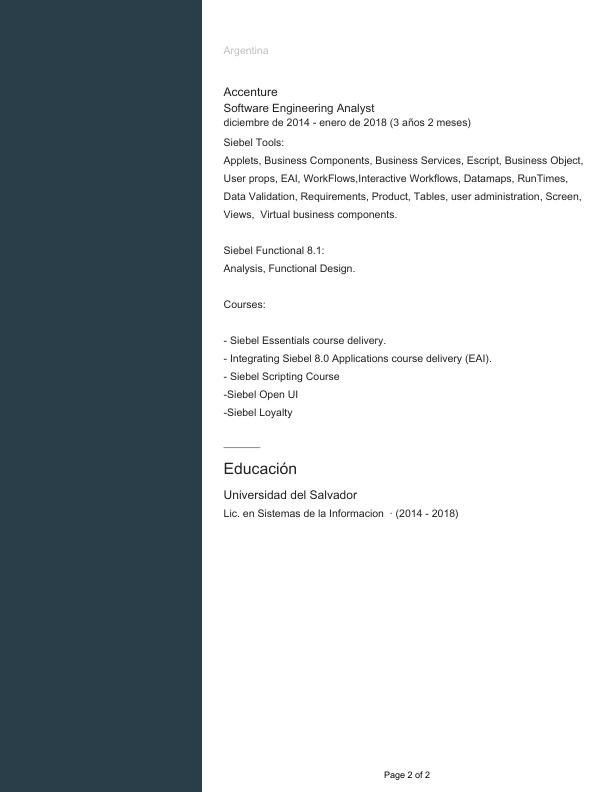 Argentina
Accenture
Software Engineering Analyst
diciembre de 2014 - enero de 2018 (3 años 2 meses)
Siebel Tools:
Applets, Business Components, Business Services, Escript, Business Object,
User props, EAI, WorkFlows,Interactive Workflows, Datamaps, RunTimes,
Data Validation, Requirements, Product, Tables, user administration, Screen,
Views,  Virtual business components.
Siebel Functional 8.1:
Analysis, Functional Design.
Courses:
- Siebel Essentials course delivery.
- Integrating Siebel 8.0 Applications course delivery (EAI).
- Siebel Scripting Course
-Siebel Open UI
-Siebel Loyalty
Educación
Universidad del Salvador
Lic. en Sistemas de la Informacion  · (2014 - 2018)
Page 2 of 2